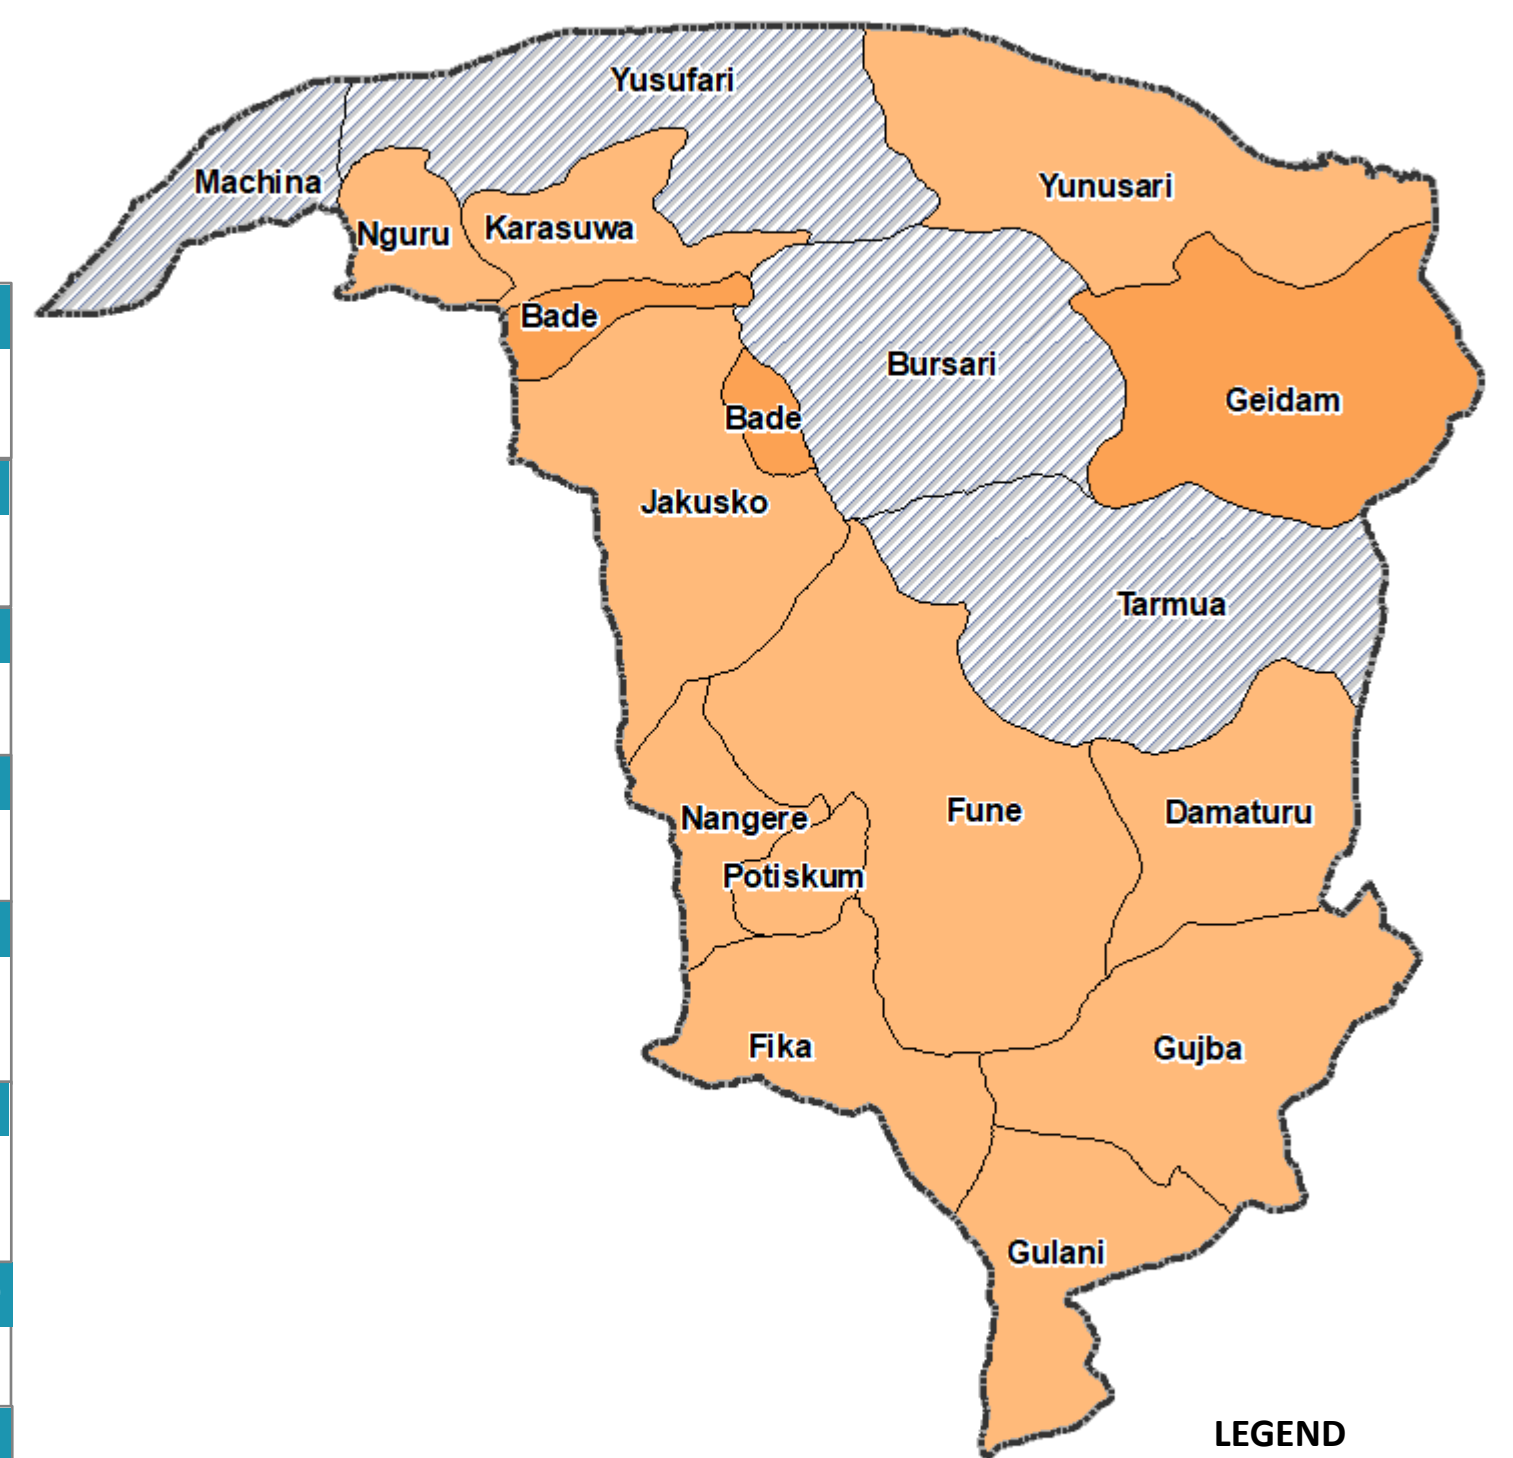 Yusufari
Machina
Yunusari
Nguru
Karasuwa
Bade
Bursari
Geidam
Bade
Jakusko
Tarmua
Nangere
Fune
Damaturu
Potiskum
Fika
Gujba
Gulani
LEGEND